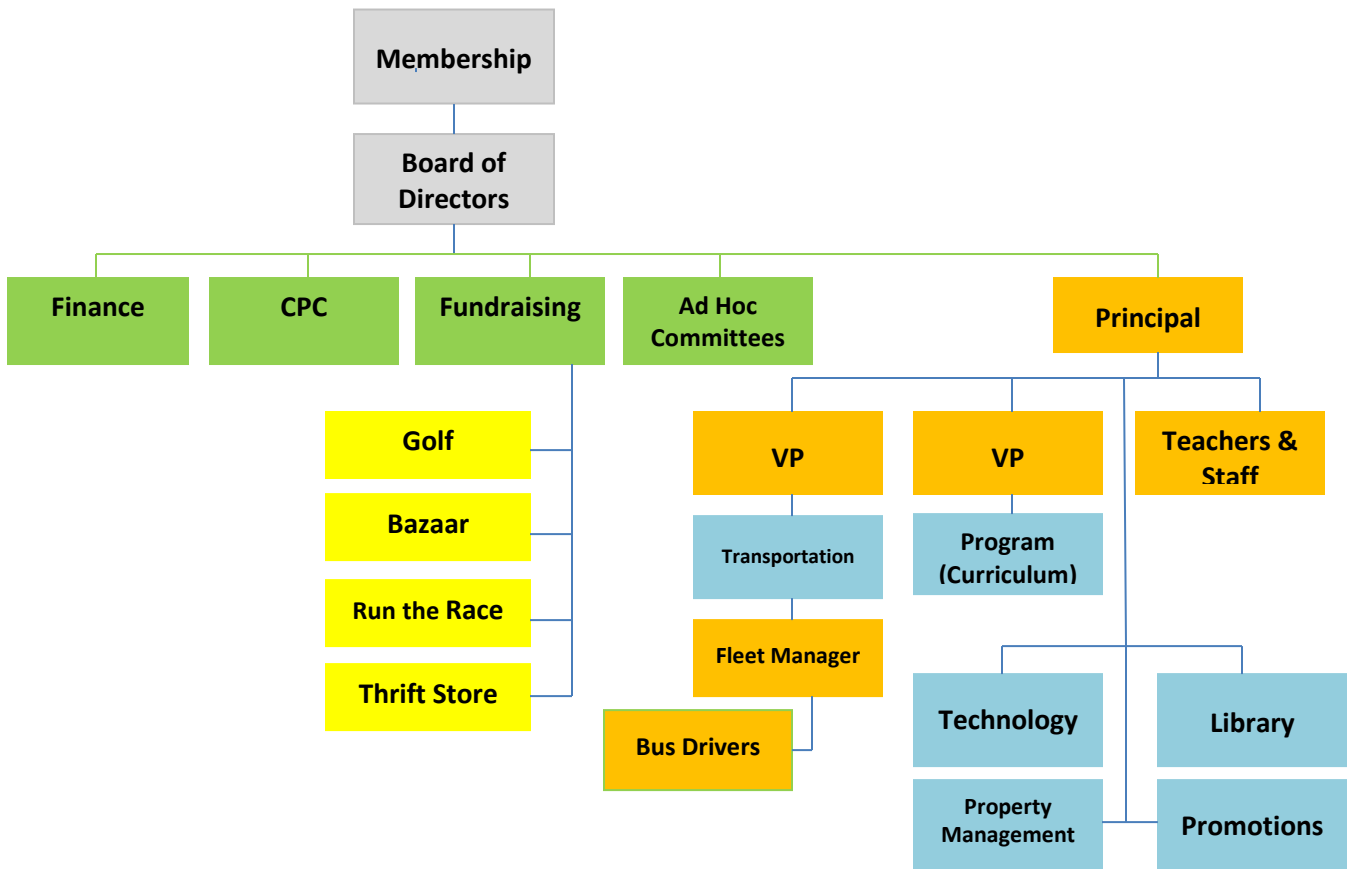 Membership
Board of
Directors
Finance
CPC
Fundraising
Ad Hoc
Committees
Principal
Golf
Bazaar
Run the Race
Thrift Store
VP
VP
Teachers &
Staff
Transportation
Program
(Curriculum)
Fleet Manager
Bus Drivers
Technology
Library
Property
Management
Promotions